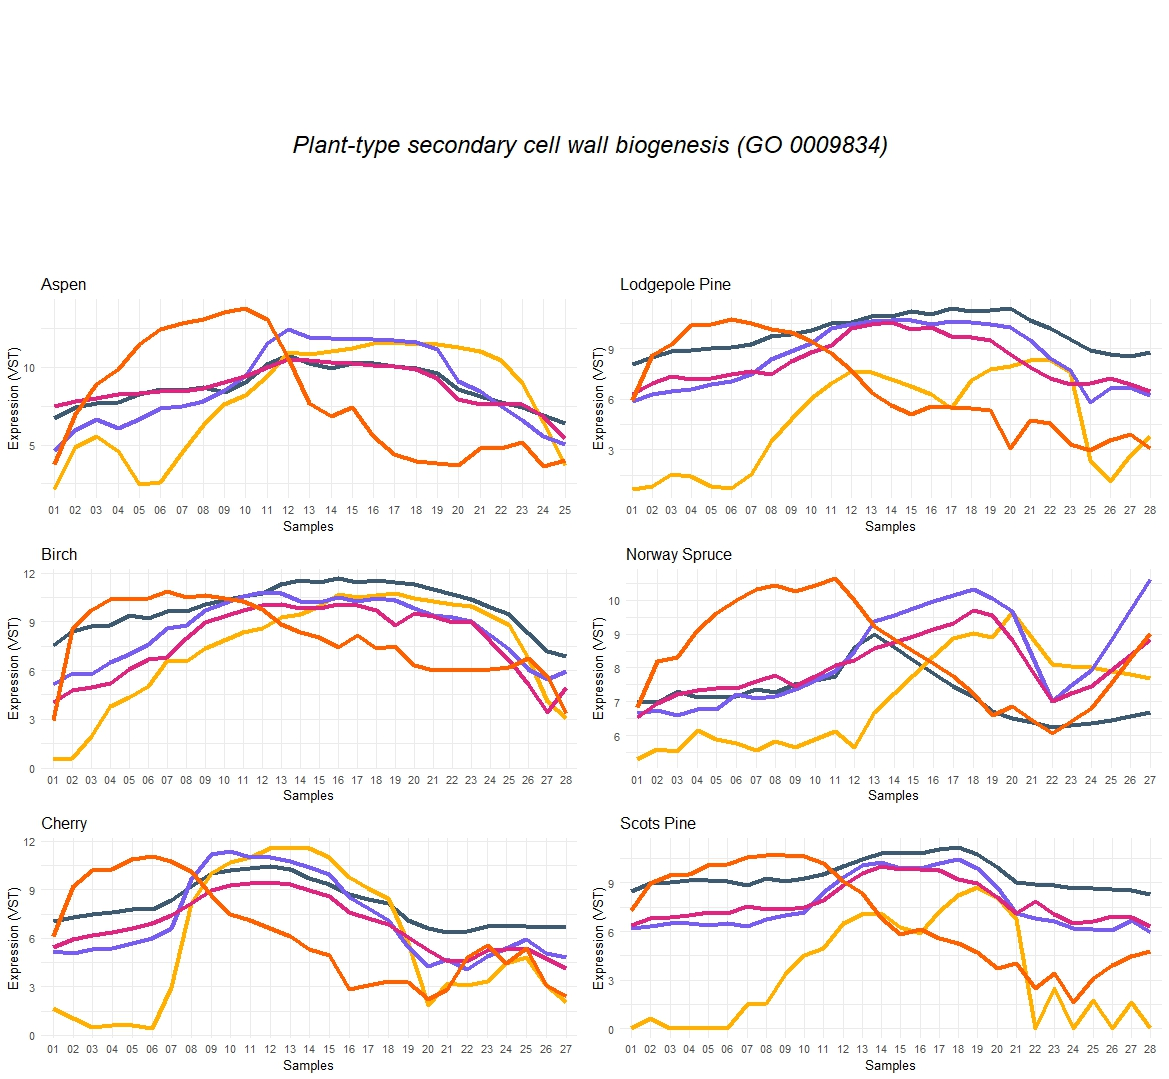 Plant-type secondary cell wall biogenesis (GO 0009834)
Aspen
Expression (VST)
10
5
01 02 03 04 05 06 07 08 09 10 11 12 13 14 15 16 17 18 19 20 21 22 23 24 25
Samples
Lodgepole Pine
Expression (VST)
9
6
3
01 02 03 04 05 06 07 08 09 10 11 12 13 14 15 16 17 18 19 20 21 22 23 25 26 27 28
Samples
Birch
Expression (VST)
12
9
6
3
0
01 02 03 04 05 06 07 08 09 10 11 12 13 14 15 16 17 18 19 20 21 22 23 24 25 26 27 28
Samples
Norway Spruce
Expression (VST)
10
9
8
7
6
01 02 03 04 05 06 07 08 09 10 11 12 13 14 15 16 17 18 19 20 21 22 23 24 25 26 27
Samples
Cherry
Expression (VST)
12
9
6
3
0
01 02 03 04 05 06 07 08 09 10 11 12 13 14 15 16 17 18 19 20 21 22 23 24 25 26 27
Samples
Scots Pine
Expression (VST)
9
6
3
0
01 02 03 04 05 06 07 08 09 10 11 12 13 14 15 16 17 18 19 20 21 22 23 24 25 26 27 28
Samples